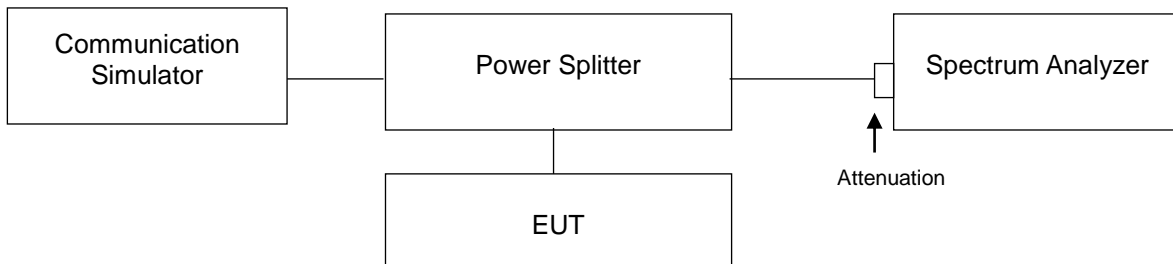 Communication
Simulator
Power Splitter
Spectrum Analyzer
Attenuation
EUT